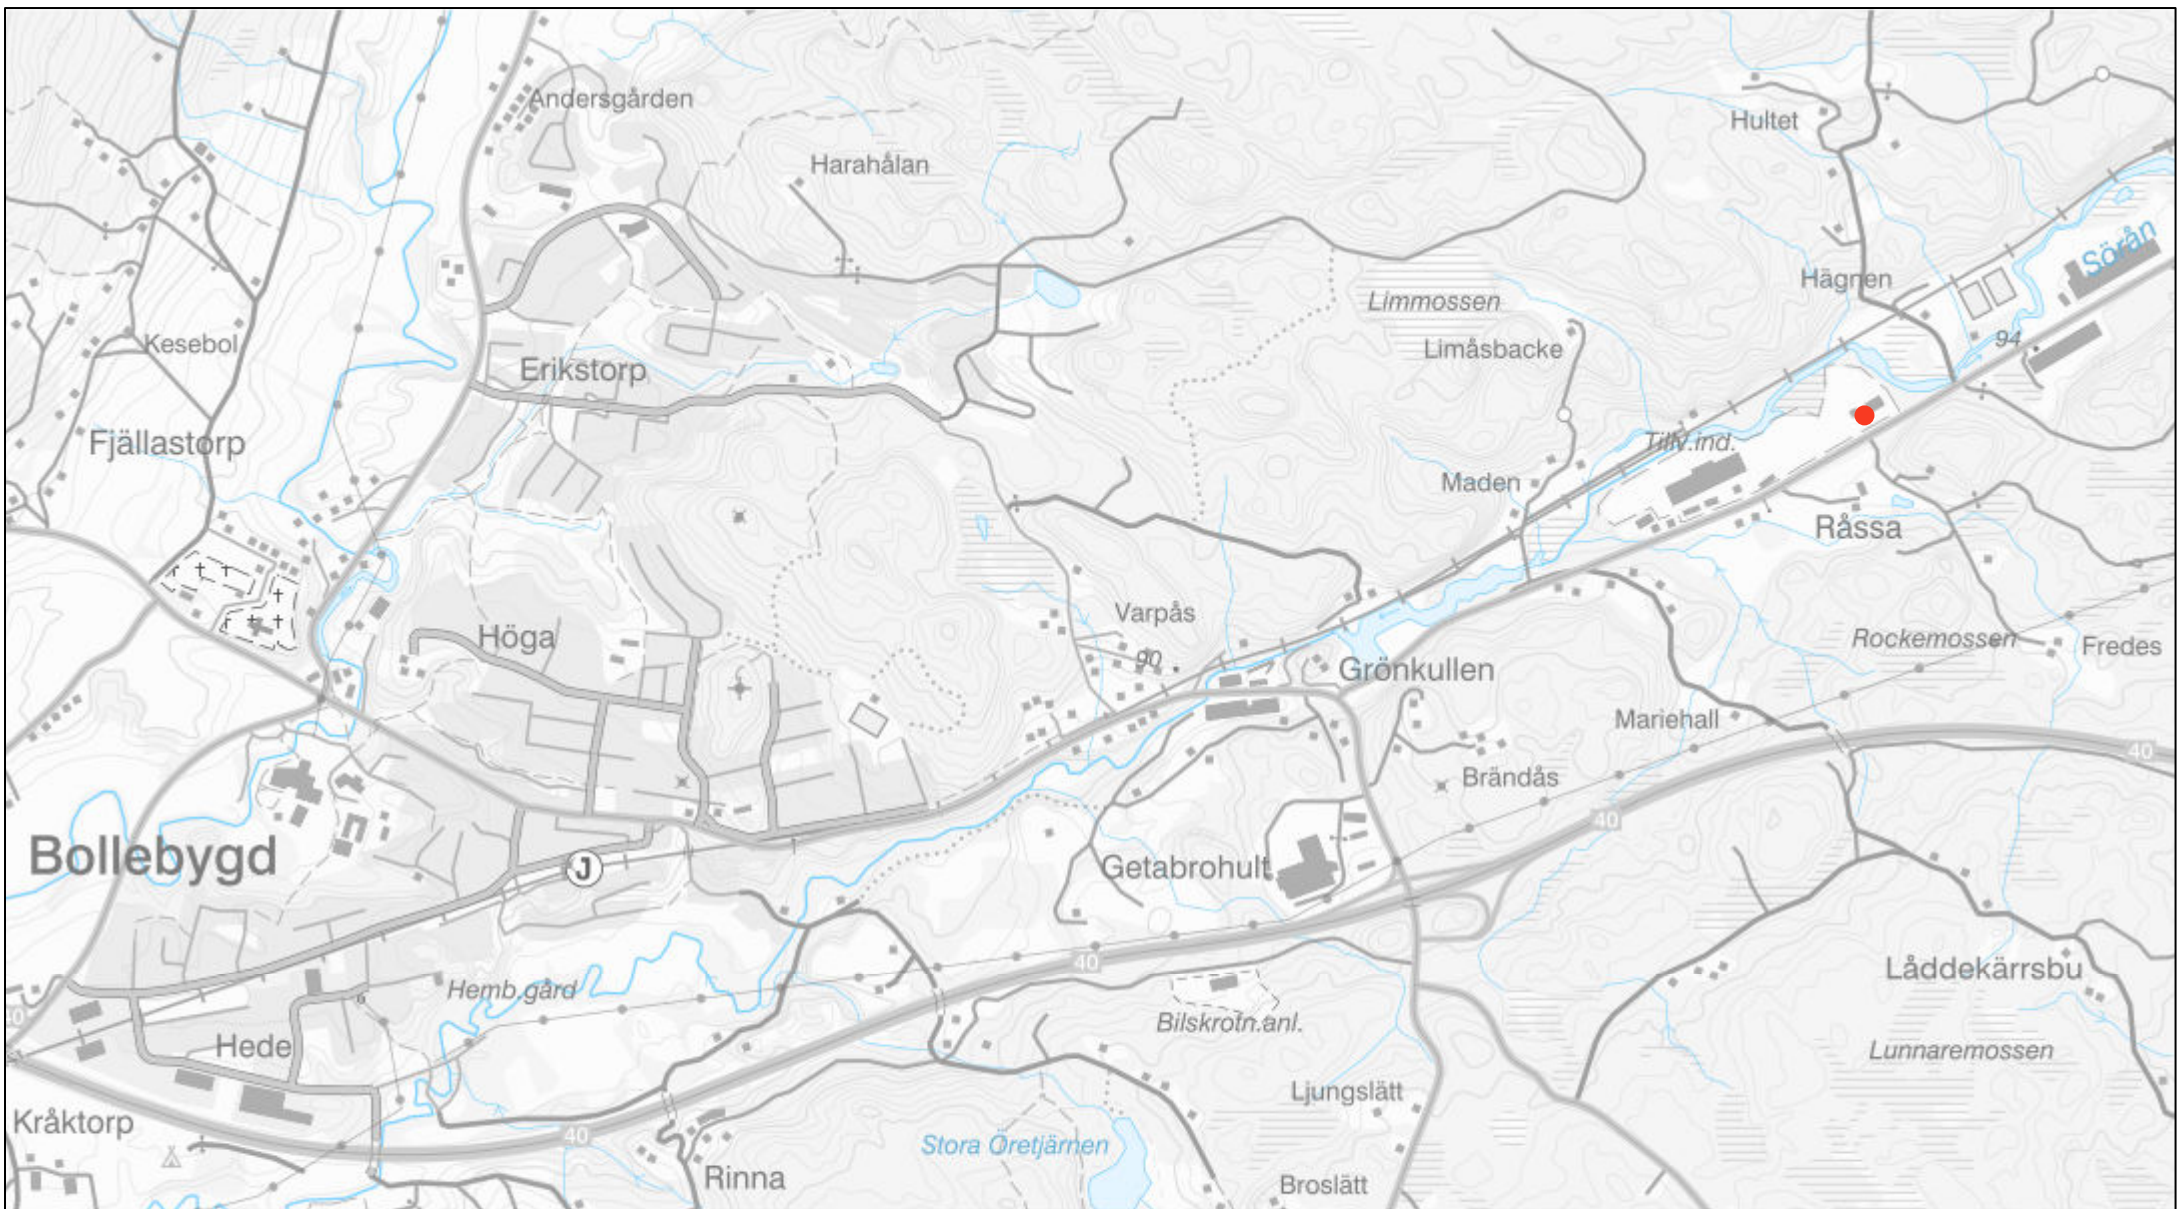 Andersgården
Hultet
Harahålan
Sörån
Hägnen
Limmossen
94
Kesebol
Limåsbacke
Erikstorp
Fjällastorp
Tillv.ind.
Maden
Råssa
Varpås
Höga
Rockemossen
Fredes
90
Grönkullen
Mariehall
40
Brändås
40
Bollebygd
J
Getabrohult
40
Låddekärrsbu
Hemb.gård
40
Bilskrotn.anl.
Hede
Lunnaremossen
Ljungslätt
Kråktorp
40
Stora Öretjärnen
Rinna
Broslätt